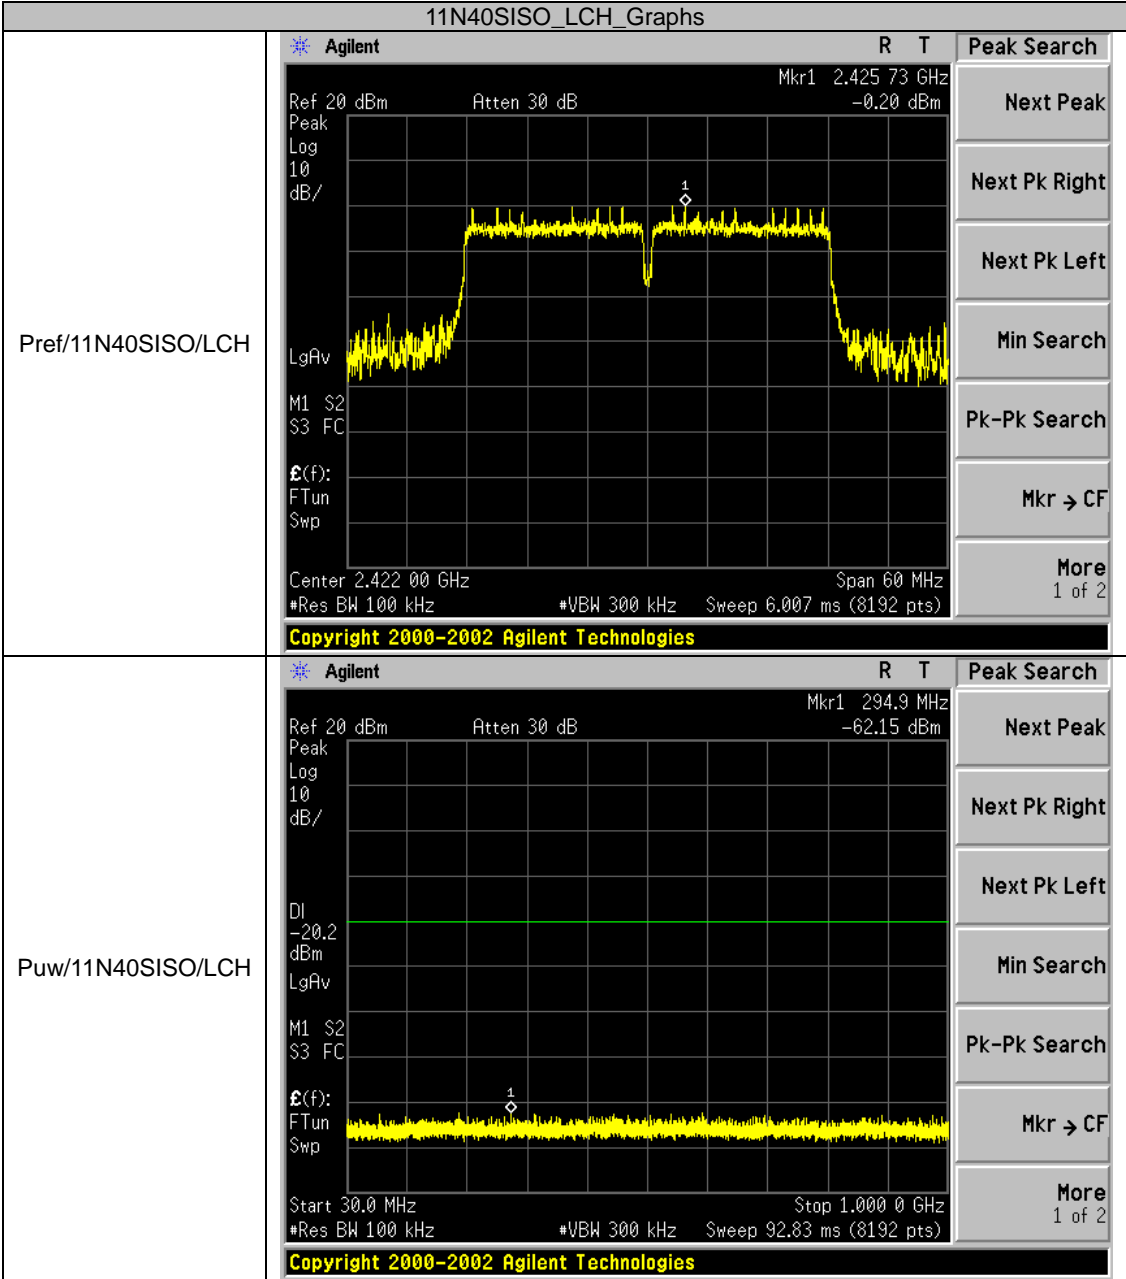 11N40SISO_LCH_Graphs
Pref/11N40SISO/LCH
Agilent
R T
Peak Search
Mkr1 2.425 73 GHz
Ref 20 dBm Atten 30 dB -0.20 dBm
Peak
Log
10
dB/
1
LgAv
M1 S2
S3 FC
£(f):
FTun
Swp
Center 2.422 00 GHz Span 60 MHz
#Res BW 100 kHz #VBW 300 kHz Sweep 6.007 ms (8192 pts)
Copyright 2000-2002 Agilent Technologies
Next Peak
Next Pk Right
Next Pk Left
Min Search
Pk-Pk Search
Mkr → CF
More
1 of 2
Puw/11N40SISO/LCH
Agilent
R T
Peak Search
Mkr1 294.9 MHz
Ref 20 dBm Atten 30 dB -62.15 dBm
Peak
Log
10
dB/
DI
-20.2
dBm
LgAv
M1 S2
S3 FC
1
£(f):
FTun
Swp
Start 30.0 MHz Stop 1.000 0 GHz
#Res BW 100 kHz #VBW 300 kHz Sweep 92.83 ms (8192 pts)
Copyright 2000-2002 Agilent Technologies
Next Peak
Next Pk Right
Next Pk Left
Min Search
Pk-Pk Search
Mkr → CF
More
1 of 2